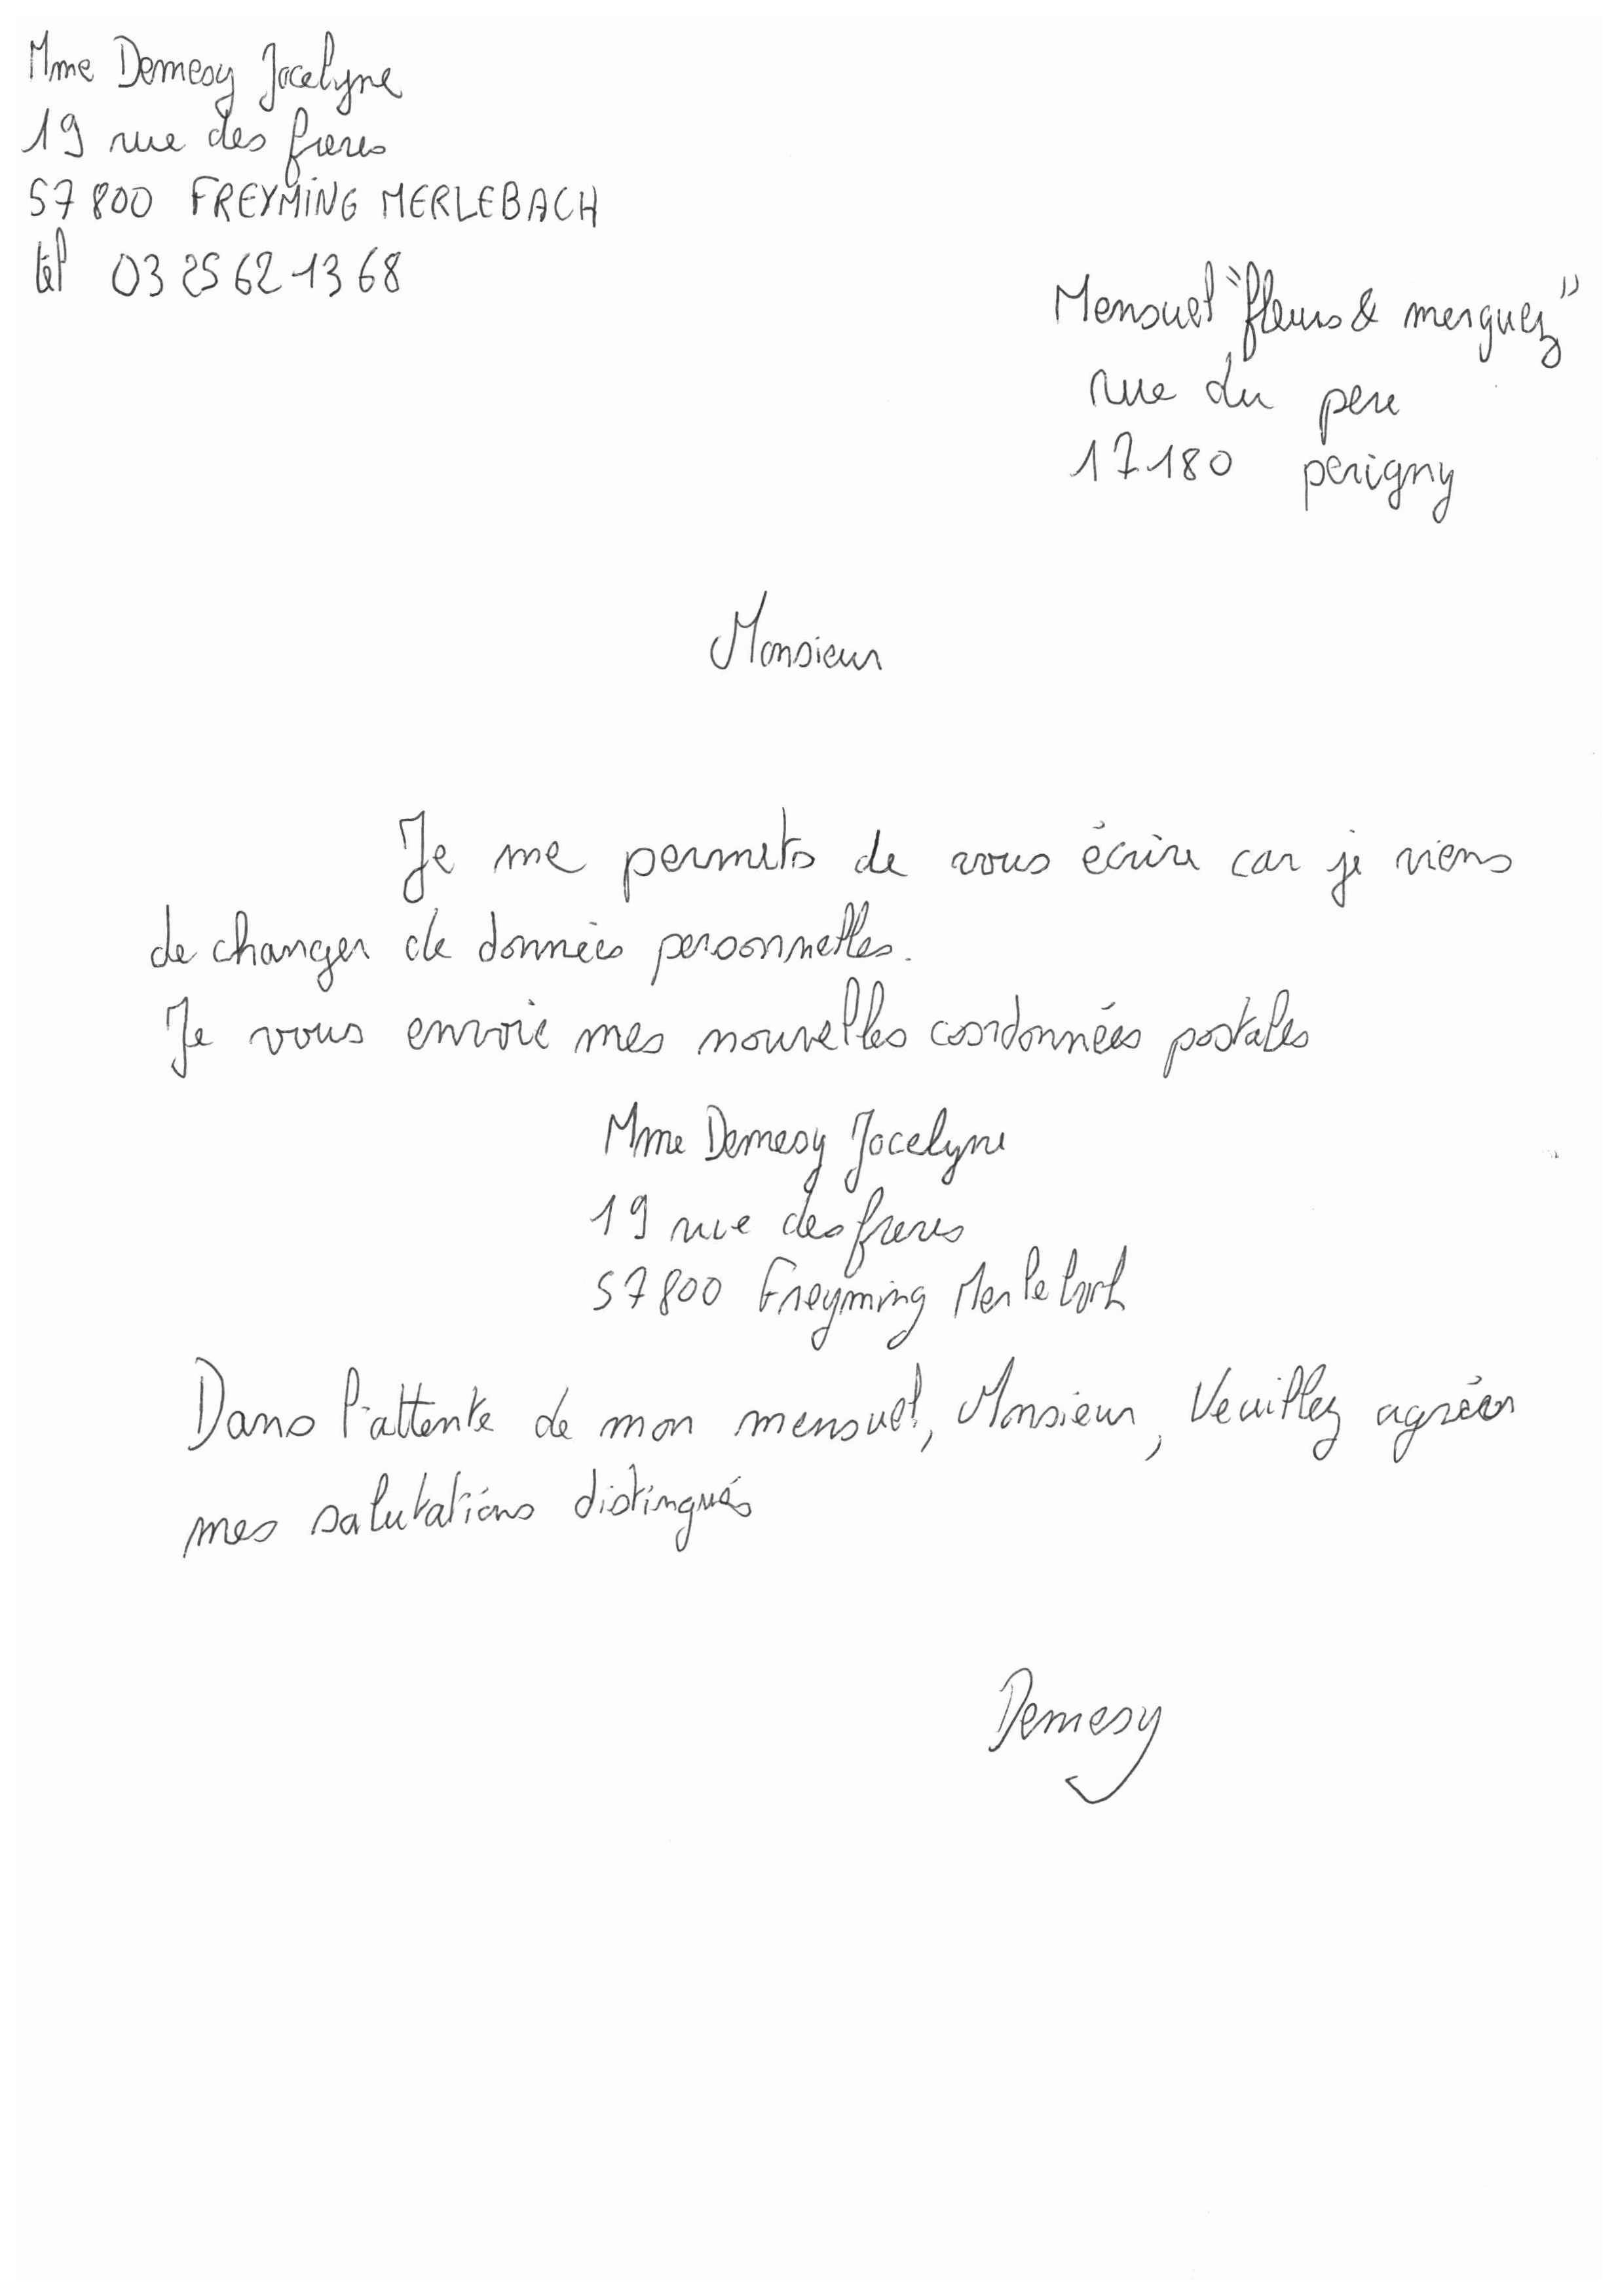 Mme Demesy Jocelyne
19 rue des freres
57800 FREYMING MERLEBACH
tél 03 25 62 13 68
Mensuel "fleurs & merguez"
rue du pere
17180 perigny
Monsieur
Je me permets de vous écrire car je viens
de changer de données personnelles.
Je vous envoie mes nouvelles coordonnées postales
Mme Demesy Jocelyne
19 rue des freres
57800 Freyming Merlebach
Dans l'attente de mon mensuel, Monsieur, Veuillez agréer
mes salutations distingués
Demesy